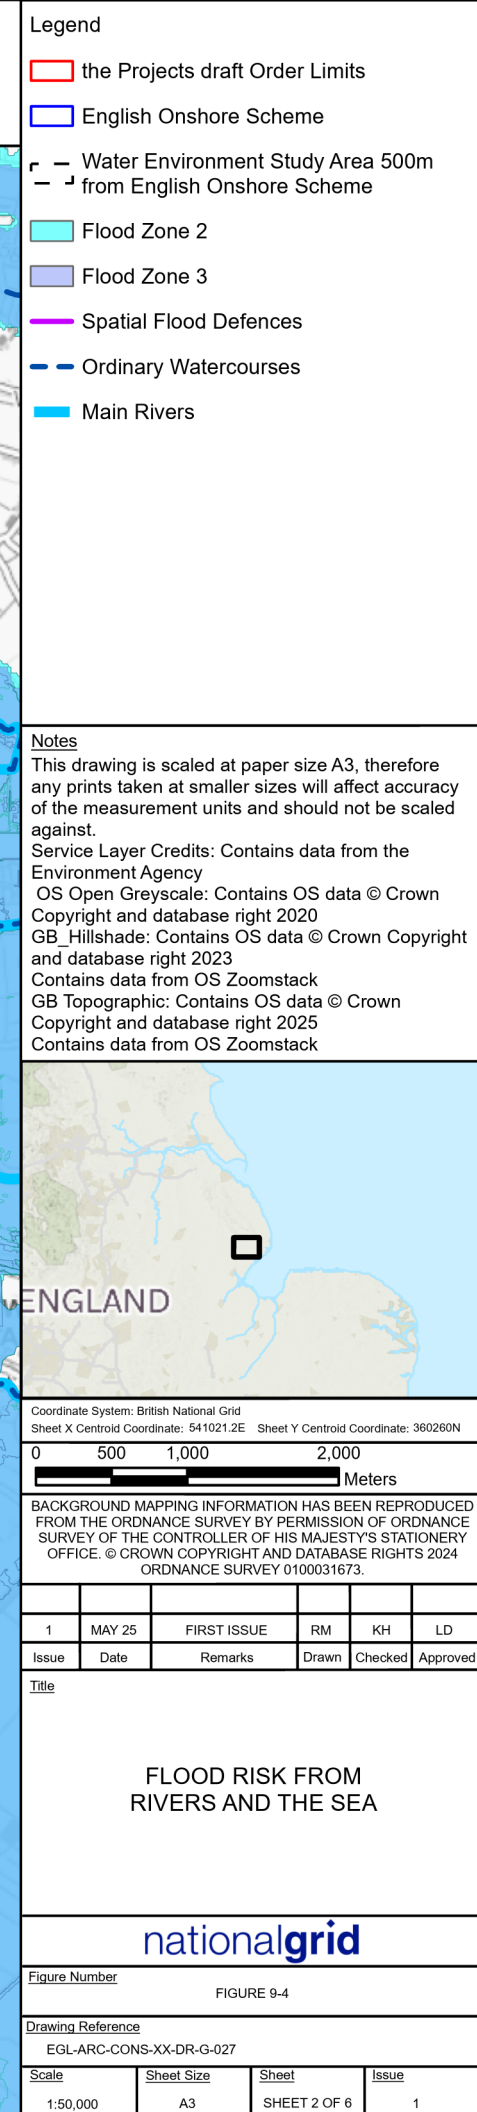 Legend
the Projects draft Order Limits
English Onshore Scheme
Water Environment Study Area 500m
from English Onshore Scheme
Flood Zone 2
Flood Zone 3
Spatial Flood Defences
Ordinary Watercourses
Main Rivers
Notes
This drawing is scaled at paper size A3, therefore
any prints taken at smaller sizes will affect accuracy
of the measurement units and should not be scaled
against.
Service Layer Credits: Contains data from the
Environment Agency
OS Open Greyscale: Contains OS data © Crown
Copyright and database right 2020
GB_Hillshade: Contains OS data © Crown Copyright
and database right 2023
Contains data from OS Zoomstack
GB Topographic: Contains OS data © Crown
Copyright and database right 2025
Contains data from OS Zoomstack
ENGLAND
Coordinate System: British National Grid
Sheet X Centroid Coordinate: 541021.2E Sheet Y Centroid Coordinate: 360260N
0 500 1,000 2,000
Meters
BACKGROUND MAPPING INFORMATION HAS BEEN REPRODUCED
FROM THE ORDNANCE SURVEY BY PERMISSION OF ORDNANCE
SURVEY OF THE CONTROLLER OF HIS MAJESTY'S STATIONERY
OFFICE. © CROWN COPYRIGHT AND DATABASE RIGHTS 2024
ORDNANCE SURVEY 0100031673.
1 MAY 25 FIRST ISSUE RM KH LD
Issue Date Remarks Drawn Checked Approved
Title
FLOOD RISK FROM
RIVERS AND THE SEA
nationalgrid
Figure Number
FIGURE 9-4
Drawing Reference
EGL-ARC-CONS-XX-DR-G-027
Scale Sheet Size Sheet Issue
1:50,000 A3 SHEET 2 OF 6 1